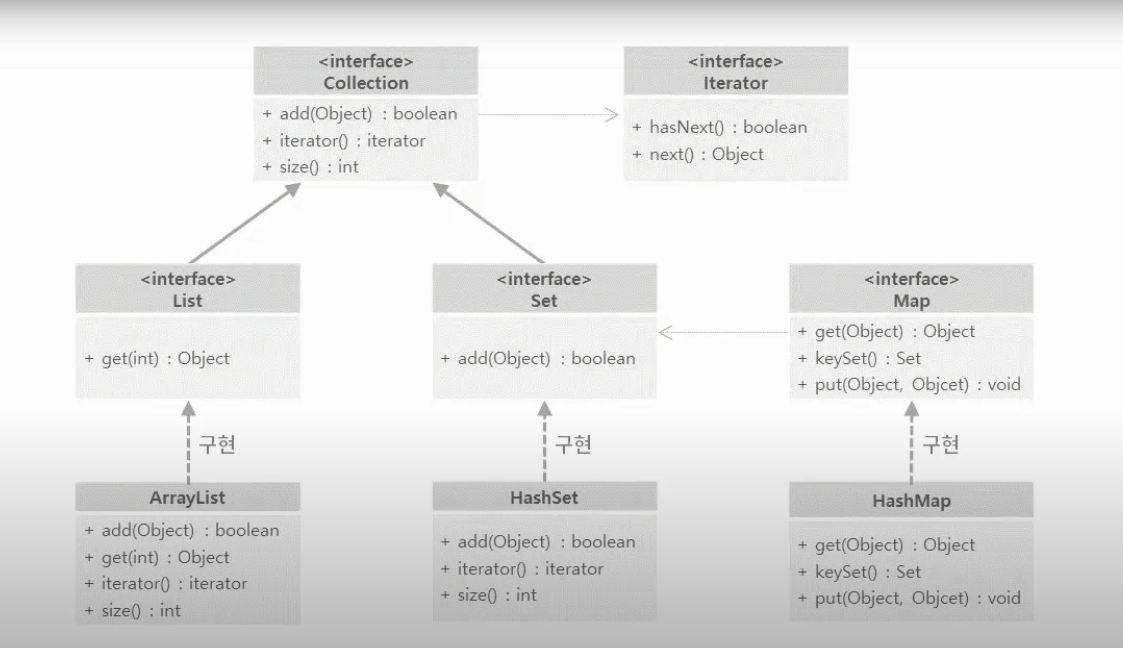 <interface>
Collection
+ add(Object) : boolean
+ iterator() : iterator
+ size() : int
<interface>
Iterator
+ hasNext() : boolean
+ next() : Object
<interface>
List
+ get(int) : Object
<interface>
Set
+ add(Object) : boolean
<interface>
Map
+ get(Object) : Object
+ keySet() : Set
+ put(Object, Objcet) : void
구현
구현
구현
ArrayList
+ add(Object) : boolean
+ get(int) : Object
+ iterator() : iterator
+ size() : int
HashSet
+ add(Object) : boolean
+ iterator() : iterator
+ size() : int
HashMap
+ get(Object) : Object
+ keySet() : Set
+ put(Object, Objcet) : void